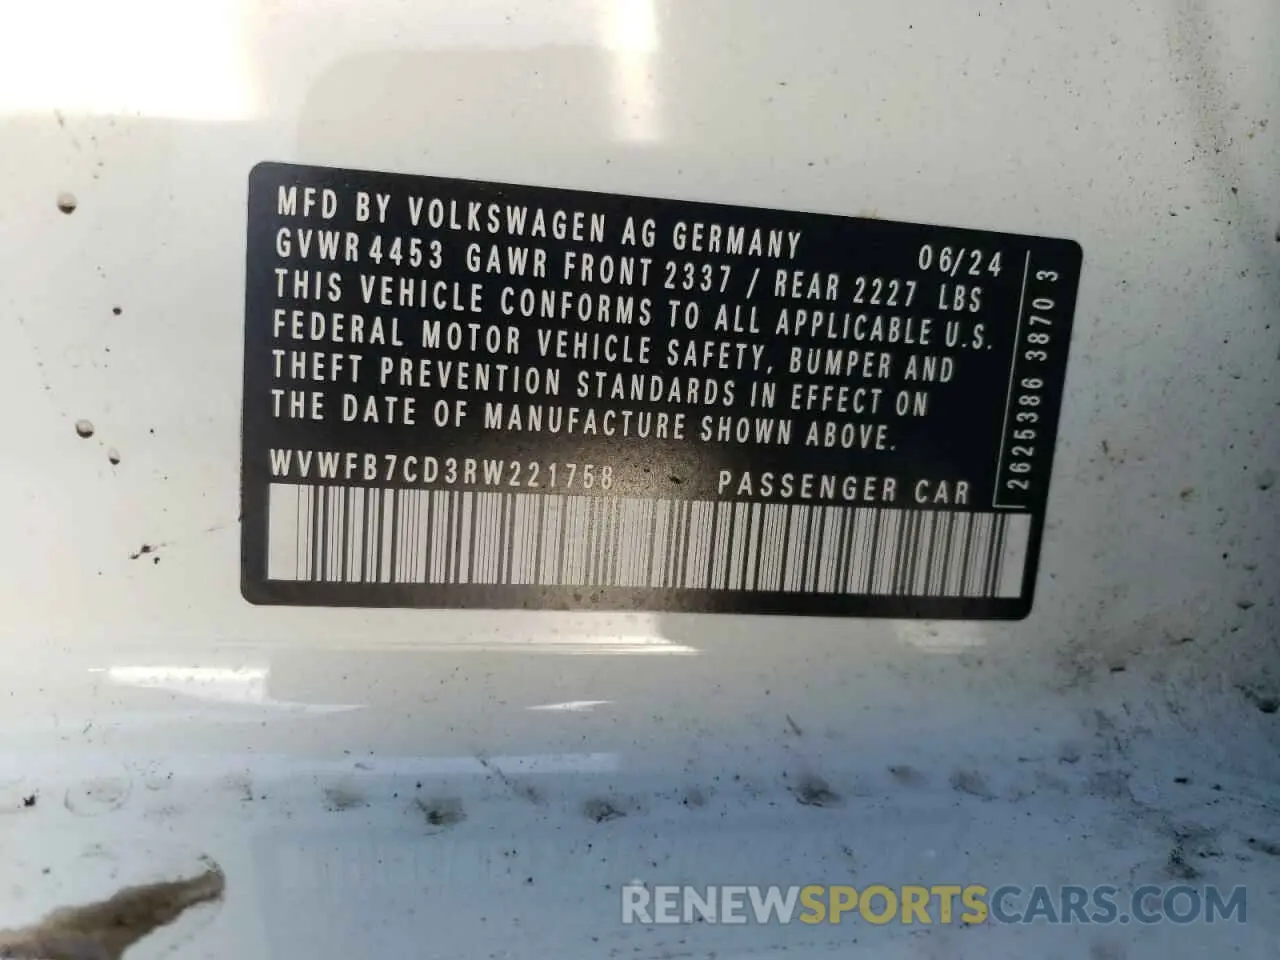 MFD BY VOLKSWAGEN AG GERMANY 06/24
GVWR 4453 GAWR FRONT 2337 / REAR 2227 LBS
THIS VEHICLE CONFORMS TO ALL APPLICABLE U.S.
FEDERAL MOTOR VEHICLE SAFETY, BUMPER AND
THEFT PREVENTION STANDARDS IN EFFECT ON
THE DATE OF MANUFACTURE SHOWN ABOVE.
WVWFB7CD3RW221758 PASSENGER CAR
2625386 3870 3
RENEWSPORTSCARS.COM